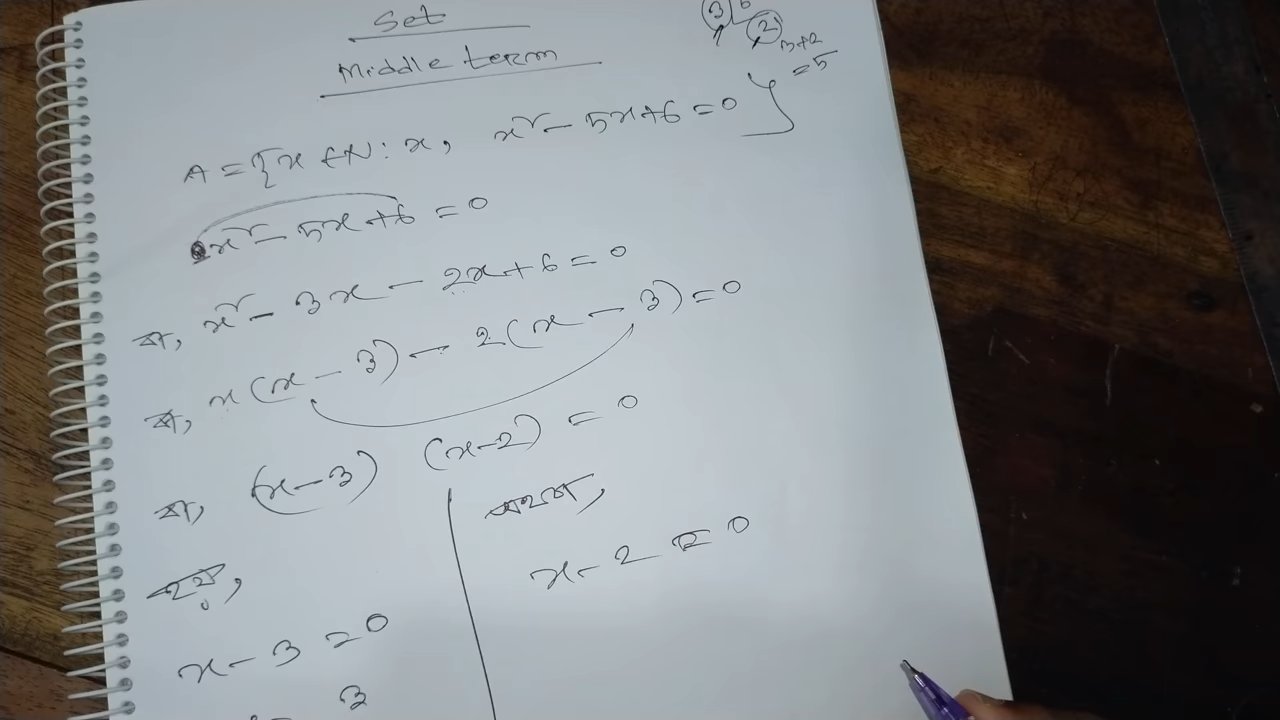 Set
Middle term
3 6
2
3+2
=5
A = {x ∈ N : x, x² - 5x + 6 = 0}
x² - 5x + 6 = 0
বা, x² - 3x - 2x + 6 = 0
বা, x(x - 3) - 2(x - 3) = 0
বা, (x - 3) (x - 2) = 0
হয়, অথবা,
x - 3 = 0 x - 2 = 0
3